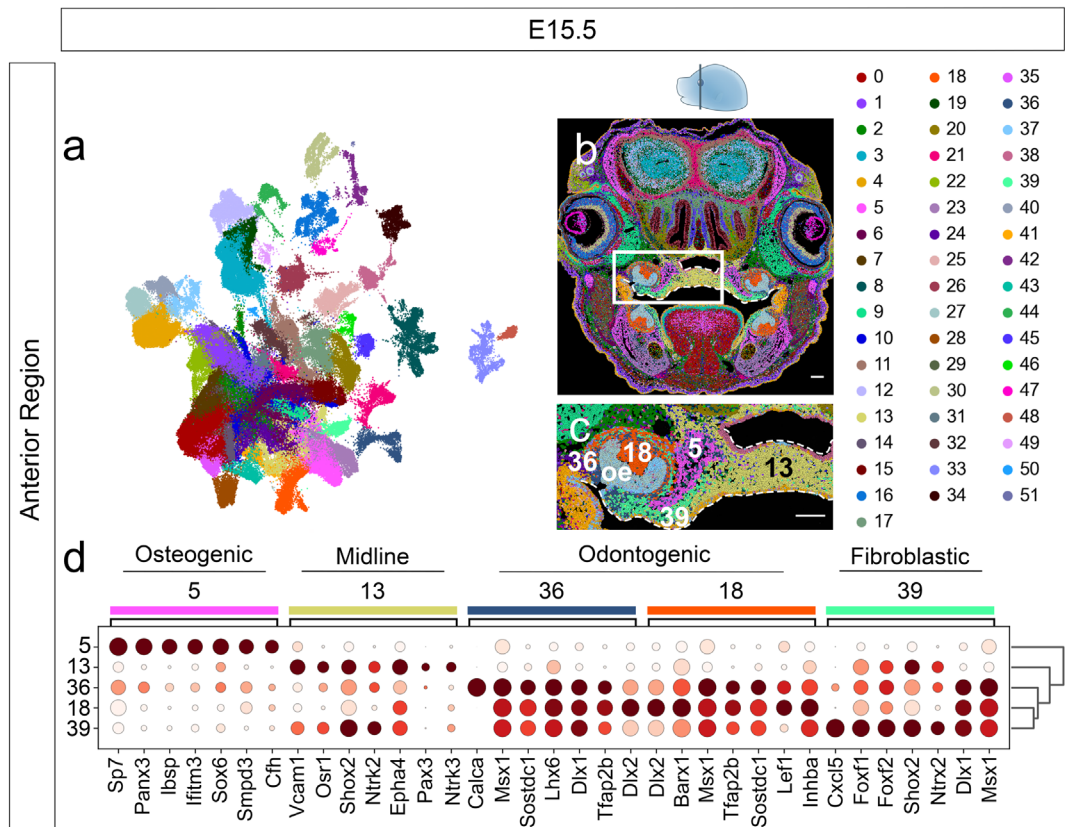 E15.5
Anterior Region
a
b
0 18 35
1 19 36
2 20 37
3 21 38
4 22 39
5 23 40
6 24 41
7 25 42
8 26 43
9 27 44
10 28 45
11 29 46
12 30 47
13 31 48
14 32 49
15 33 50
16 34 51
17
c
36 18 5 13
oe
39
d
Osteogenic Midline Odontogenic Fibroblastic
5 13 36 18 39
5
13
36
18
39
Sp7 Panx3 Ibsp Ifitm3 Sox6 Smpd3 Cfh Vcam1 Osr1 Shox2 Ntrk2 Epha4 Pax3 Ntrk3 Calca Msx1 Sostdc1 Lhx6 Dlx1 Tfap2b Dlx2 Dlx2 Barx1 Msx1 Tfap2b Sostdc1 Lef1 Inhba Cxcl5 Foxf1 Foxf2 Shox2 Ntrx2 Dlx1 Msx1